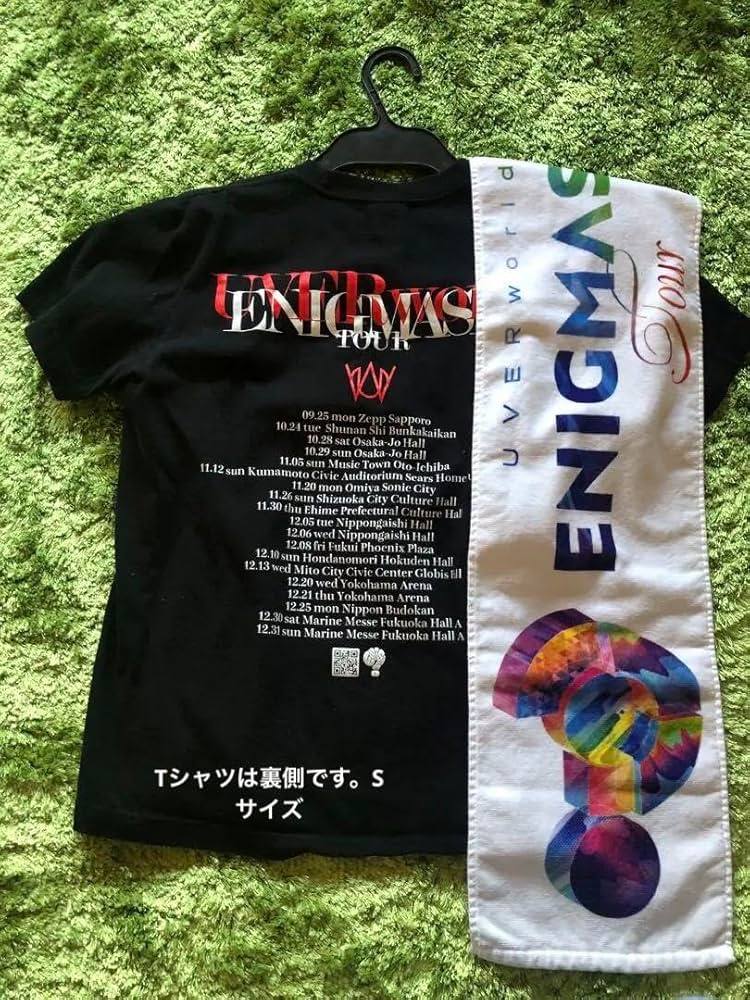 UVERworld
ENIGMAS
TOUR
09.25 mon Zepp Sapporo
10.24 tue Shunan Shi Bunkakaikan
10.28 sat Osaka-Jo Hall
10.29 sun Osaka-Jo Hall
11.05 sun Music Town Oto-Ichiba
11.12 sun Kumamoto Civic Auditorium Sears Home
11.20 mon Omiya Sonic City
11.26 sun Shizuoka City Culture Hall
11.30 thu Ehime Prefectural Culture Hal
12.05 tue Nippongaishi Hall
12.06 wed Nippongaishi Hall
12.08 fri Fukui Phoenix Plaza
12.10 sun Hondanomori Hokuden Hall
12.13 wed Mito City Civic Center Globis
12.20 wed Yokohama Arena
12.21 thu Yokohama Arena
12.25 mon Nippon Budokan
12.30 sat Marine Messe Fukuoka Hall A
12.31 sun Marine Messe Fukuoka Hall A
Tシャツは裏側です。S
サイズ
UVERworld
ENIGMAS
Tour